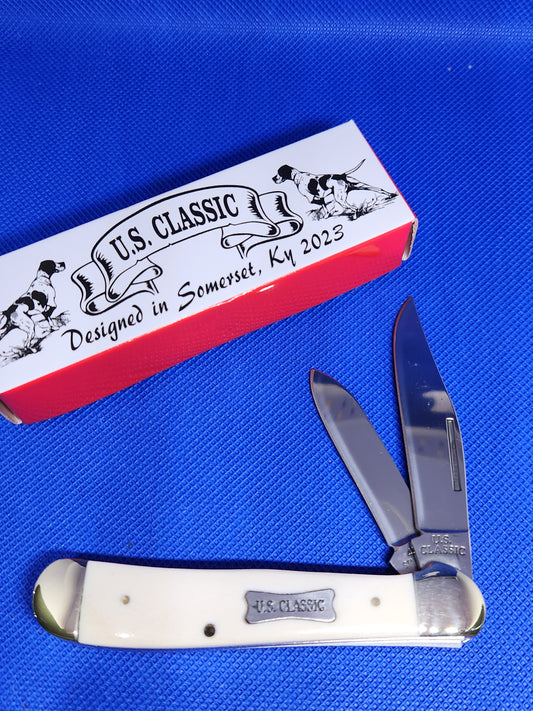 U.S. CLASSIC
Designed in Somerset, Ky 2023
U.S.
CLASSIC
U.S. CLASSIC